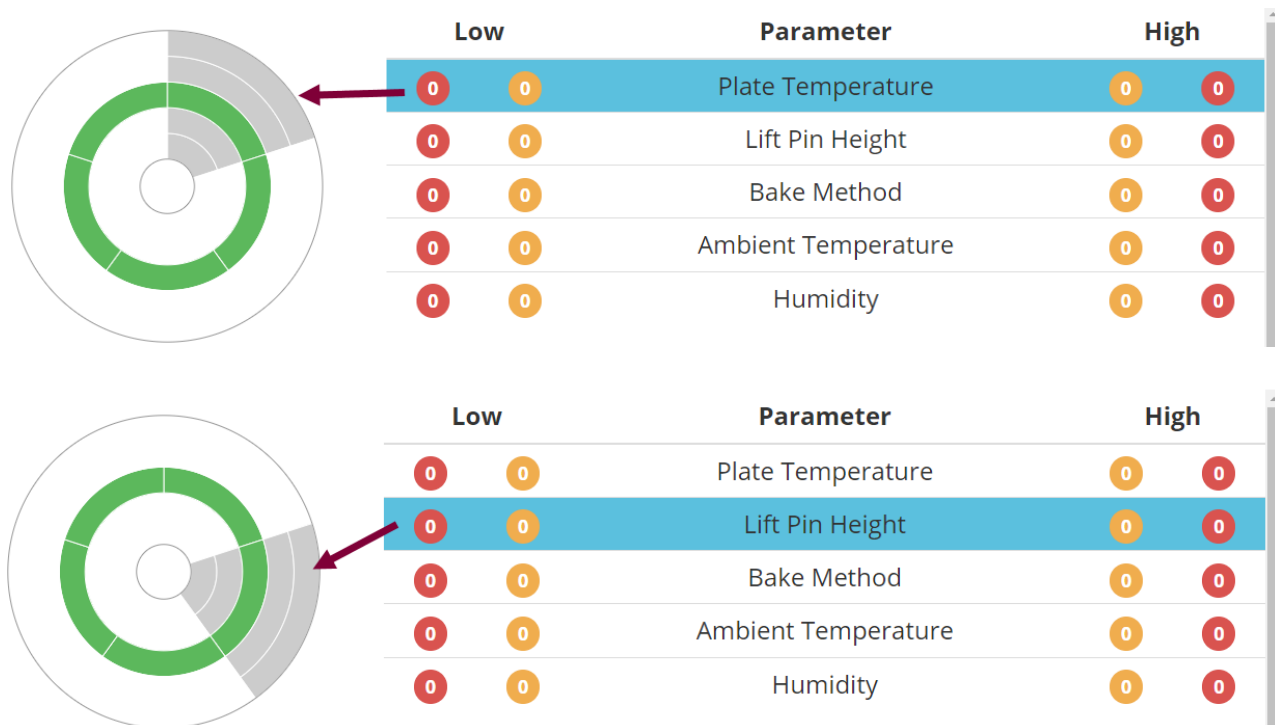 Low Parameter High
0 0 Plate Temperature 0 0
0 0 Lift Pin Height 0 0
0 0 Bake Method 0 0
0 0 Ambient Temperature 0 0
0 0 Humidity 0 0
Low Parameter High
0 0 Plate Temperature 0 0
0 0 Lift Pin Height 0 0
0 0 Bake Method 0 0
0 0 Ambient Temperature 0 0
0 0 Humidity 0 0